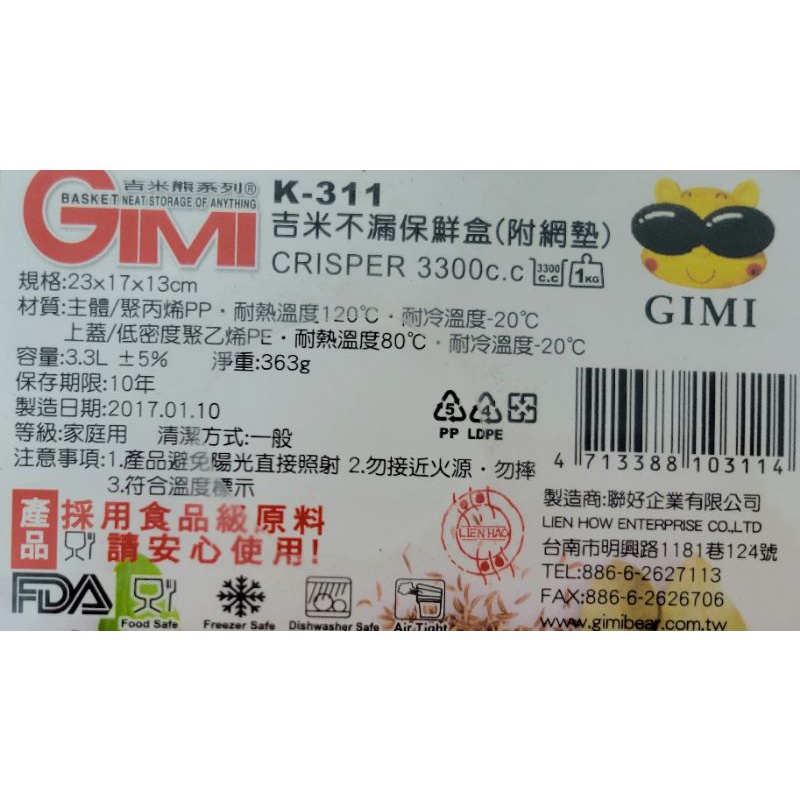 吉米熊系列®
BASKET NEAT/STORAGE OF ANYTHING
GIMI
K-311
吉米不漏保鮮盒(附網墊)
CRISPER 3300c.c
3300 C.C
1KG
GIMI
規格:23x17x13cm
材質:主體/聚丙烯PP·耐熱溫度120℃·耐冷溫度-20℃
上蓋/低密度聚乙烯PE·耐熱溫度80℃·耐冷溫度-20℃
容量:3.3L ±5% 淨重:363g
保存期限:10年
製造日期:2017.01.10
等級:家庭用 清潔方式:一般
注意事項:1.產品避免陽光直接照射 2.勿接近火源·勿摔
3.符合溫度標示
5 PP
4 LDPE
4 713388 103114
產品
採用食品級原料
請安心使用!
LIEN HAO
製造商:聯好企業有限公司
LIEN HOW ENTERPRISE CO.,LTD
台南市明興路1181巷124號
TEL:886-6-2627113
FAX:886-6-2626706
www.gimibear.com.tw
FDA
Food Safe
Freezer Safe
Dishwasher Safe
Air Tight